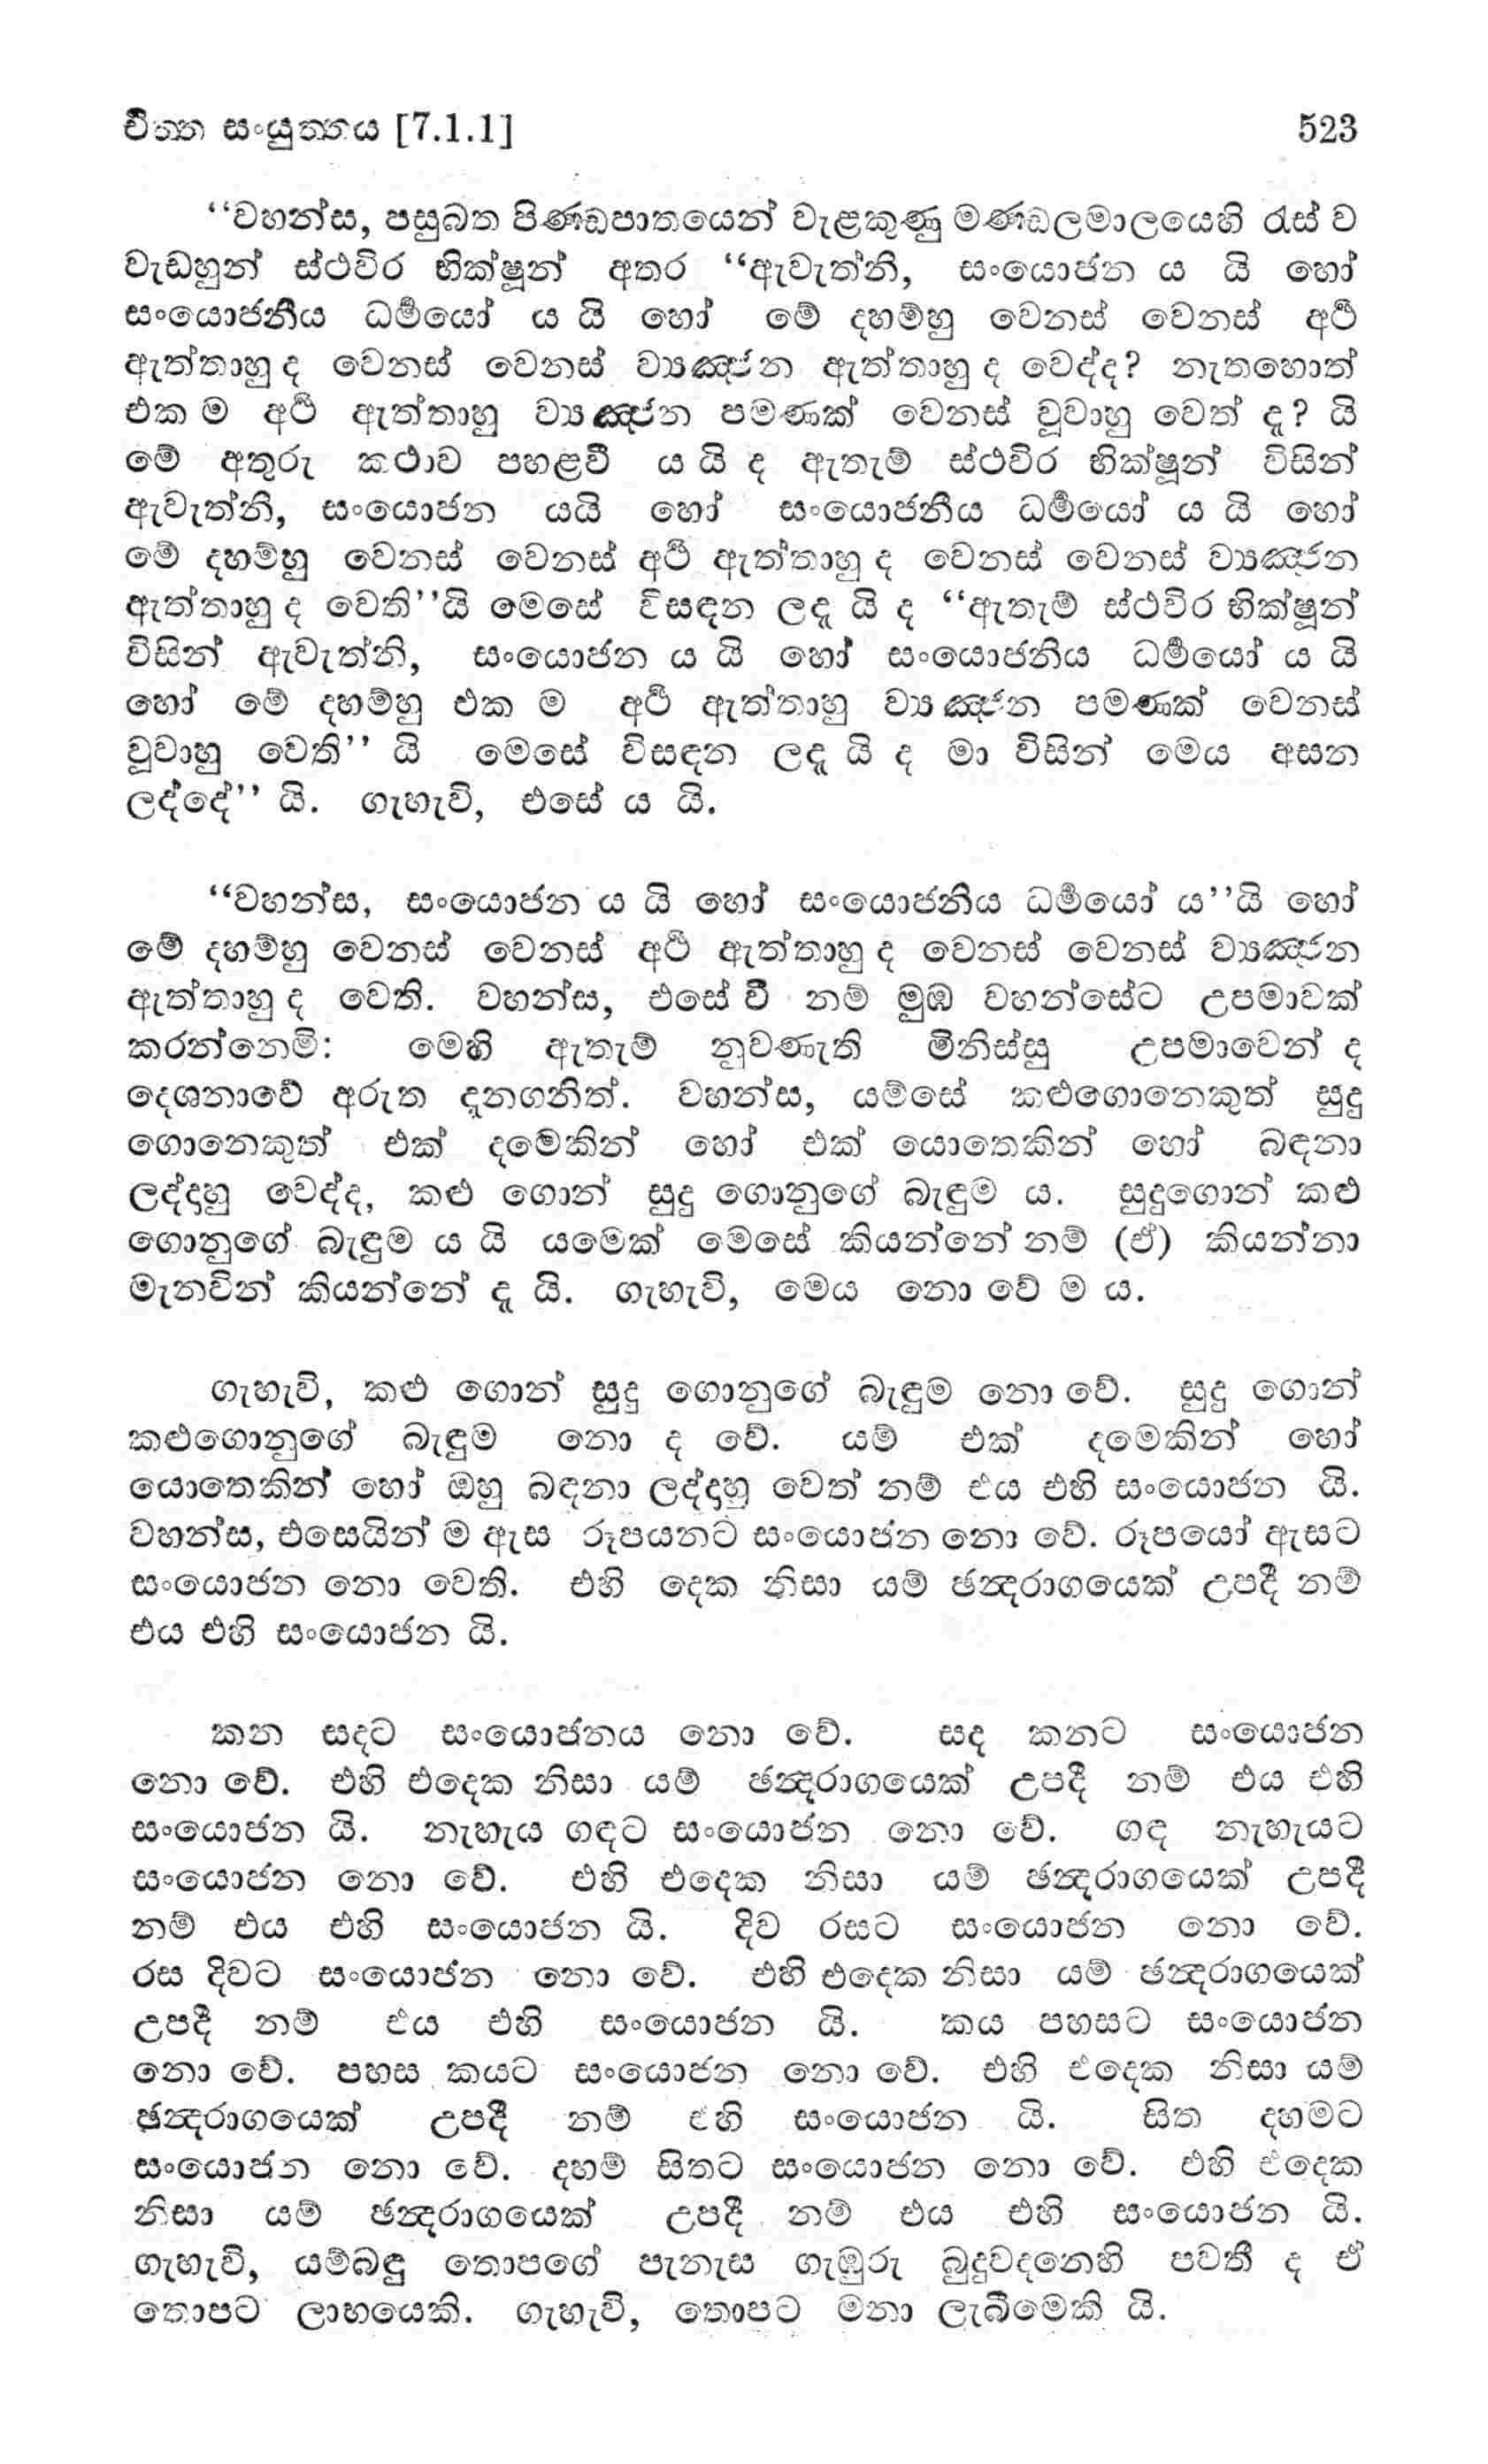 චිත්ත සංයුත්තය [7.1.1] 523
“වහන්ස, පසුබත පිණ්ඩපාතයෙන් වැළකුණු මණ්ඩලමාලයෙහි රැස් ව
වැඩහුන් ස්ථවිර භික්ෂූන් අතර “ඇවැත්නි, සංයොජන ය යි හෝ
සංයොජනීය ධර්‍මයෝ ය යි හෝ මේ දහම්හු වෙනස් වෙනස් අර්‍ථ
ඇත්තාහු ද වෙනස් වෙනස් ව්‍යඤ්ජන ඇත්තාහු ද වෙද්ද? නැතහොත්
එක ම අර්‍ථ ඇත්තාහු ව්‍යඤ්ජන පමණක් වෙනස් වූවාහු වෙත් ද? යි
මේ අතුරු කථාව පහළවී ය යි ද ඇතැම් ස්ථවිර භික්ෂූන් විසින්
ඇවැත්නි, සංයොජන යයි හෝ සංයොජනීය ධර්‍මයෝ ය යි හෝ
මේ දහම්හු වෙනස් වෙනස් අර්‍ථ ඇත්තාහු ද වෙනස් වෙනස් ව්‍යඤ්ජන
ඇත්තාහු ද වෙති”යි මෙසේ විසඳන ලදූ යි ද “ඇතැම් ස්ථවිර භික්ෂූන්
විසින් ඇවැත්නි, සංයොජන ය යි හෝ සංයොජනිය ධර්‍මයෝ ය යි
හෝ මේ දහම්හු එක ම අර්‍ථ ඇත්තාහු ව්‍යඤ්ජන පමණක් වෙනස්
වූවාහු වෙති” යි මෙසේ විසඳන ලදූ යි ද මා විසින් මෙය අසන
ලද්දේ” යි. ගැහැවි, එසේ ය යි.
“වහන්ස, සංයොජන ය යි හෝ සංයොජනීය ධර්‍මයෝ ය”යි හෝ
මේ දහම්හු වෙනස් වෙනස් අර්‍ථ ඇත්තාහු ද වෙනස් වෙනස් ව්‍යඤ්ජන
ඇත්තාහු ද වෙති. වහන්ස, එසේ වී නම් මුඹ වහන්සේට උපමාවක්
කරන්නෙමි: මෙහි ඇතැම් නුවණැති මිනිස්සු උපමාවෙන් ද
දෙශනාවේ අරුත දැනගනිත්. වහන්ස, යම්සේ කළුගොනෙකුත් සුදු
ගොනෙකුත් එක් දමෙකින් හෝ එක් යොතෙකින් හෝ බඳනා
ලද්දහු වෙද්ද, කළු ගොන් සුදු ගොනුගේ බැඳුම ය. සුදුගොන් කළු
ගොනුගේ බැඳුම ය යි යමෙක් මෙසේ කියන්නේ නම් (ඒ) කියන්නා
මැනවින් කියන්නේ දූ යි. ගැහැවි, මෙය නො වේ ම ය.
ගැහැවි, කළු ගොන් සුදු ගොනුගේ බැඳුම නො වේ. සුදු ගොන්
කළුගොනුගේ බැඳුම නො ද වේ. යම් එක් දමෙකින් හෝ
යොතෙකින් හෝ ඔහු බඳනා ලද්දාහු වෙත් නම් එය එහි සංයොජන යි.
වහන්ස, එසෙයින් ම ඇස රූපයනට සංයොජන නො වේ. රූපයෝ ඇසට
සංයොජන නො වෙති. එහි දෙක නිසා යම් ඡන්‍දරාගයෙක් උපදී නම්
එය එහි සංයොජන යි.
කන සදට සංයොජනය නො වේ. සද කනට සංයොජන
නො වේ. එහි එදෙක නිසා යම් ඡන්‍දරාගයෙක් උපදී නම් එය එහි
සංයොජන යි. නැහැය ගඳට සංයොජන නො වේ. ගඳ නැහැයට
සංයොජන නො වේ. එහි එදෙක නිසා යම් ඡන්‍දරාගයෙක් උපදී
නම් එය එහි සංයොජන යි. දිව රසට සංයොජන නො වේ.
රස දිවට සංයොජන නො වේ. එහි එදෙක නිසා යම් ඡන්‍දරාගයෙක්
උපදී නම් එය එහි සංයොජන යි. කය පහසට සංයොජන
නො වේ. පහස කයට සංයොජන නො වේ. එහි එදෙක නිසා යම්
ඡන්‍දරාගයෙක් උපදී නම් එහි සංයොජන යි. සිත දහමට
සංයොජන නො වේ. දහම් සිතට සංයොජන නො වේ. එහි එදෙක
නිසා යම් ඡන්‍දරාගයෙක් උපදී නම් එය එහි සංයොජන යි.
ගැහැවි, යම්බඳු තොපගේ පැනැස ගැඹුරු බුදුවදනෙහි පවතී ද ඒ
තොපට ලාභයෙකි. ගැහැවි, තොපට මනා ලැබීමෙකි යි.